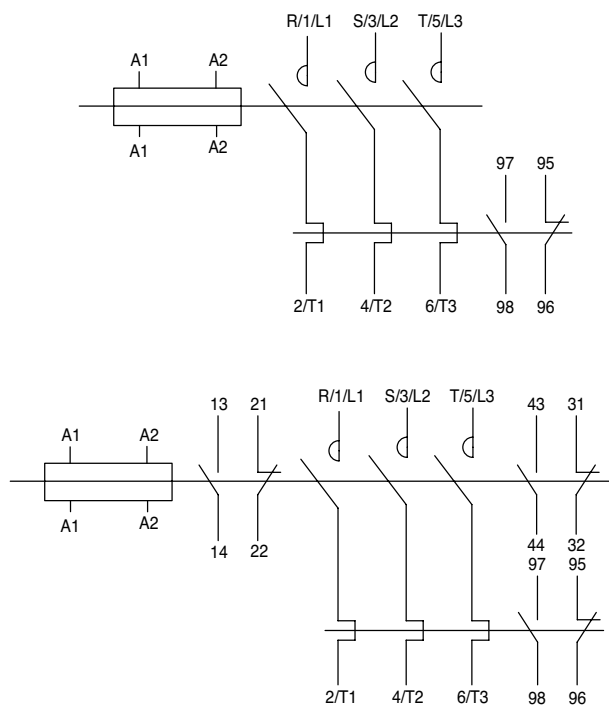 R/1/L1 S/3/L2 T/5/L3
A1 A2
A1 A2
97 95
2/T1 4/T2 6/T3 98 96
13 21 R/1/L1 S/3/L2 T/5/L3 43 31
A1 A2
A1 A2
14 22 44 32
97 95
2/T1 4/T2 6/T3 98 96